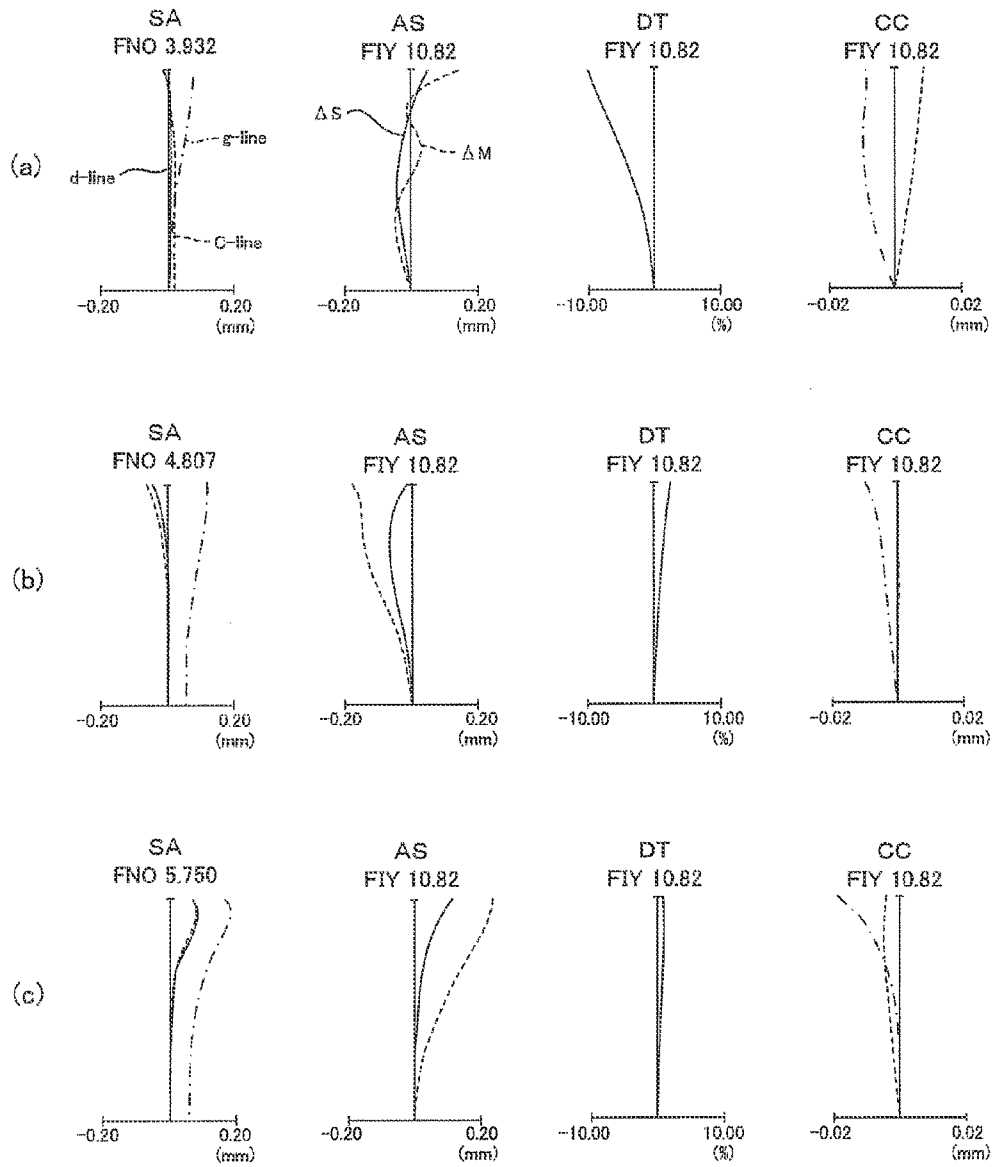 SA AS DT CC
FNO 3.932 FIY 10.82 FIY 10.82 FIY 10.82
(a)
ΔS
ΔM
g-line
d-line
C-line
-0.20 0.20 -0.20 0.20 -10.00 10.00 -0.02 0.02
(mm) (mm) (%) (mm)
SA AS DT CC
FNO 4.807 FIY 10.82 FIY 10.82 FIY 10.82
(b)
-0.20 0.20 -0.20 0.20 -10.00 10.00 -0.02 0.02
(mm) (mm) (%) (mm)
SA AS DT CC
FNO 5.750 FIY 10.82 FIY 10.82 FIY 10.82
(c)
-0.20 0.20 -0.20 0.20 -10.00 10.00 -0.02 0.02
(mm) (mm) (%) (mm)